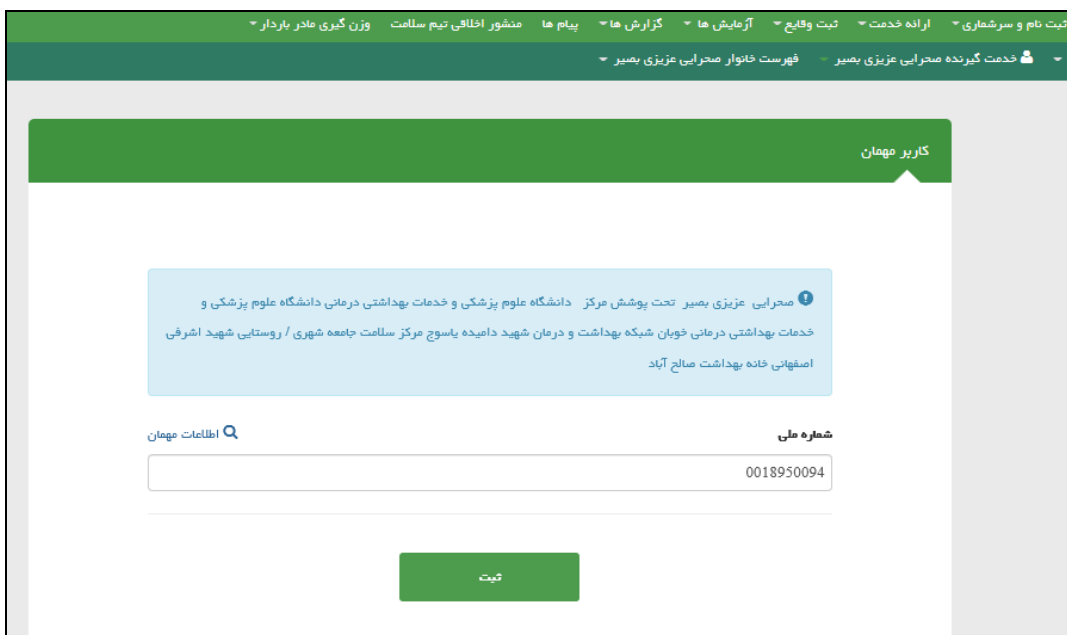 ثبت نام و سرشماری ارائه خدمت ثبت وقایع آزمایش ها گزارش ها پیام ها منشور اخلاقی تیم سلامت وزن گیری مادر باردار
خدمت گیرنده صحرایی عزیزی بصیر فهرست خانوار صحرایی عزیزی بصیر
کاربر مهمان
صحرایی عزیزی بصیر تحت پوشش مرکز دانشگاه علوم پزشکی و خدمات بهداشتی درمانی دانشگاه علوم پزشکی و
خدمات بهداشتی درمانی خوبان شبکه بهداشت و درمان شهید دامیده یاسوج مرکز سلامت جامعه شهری / روستایی شهید اشرفی
اصفهانی خانه بهداشت صالح آباد
شماره ملی اطلاعات مهمان
0018950094
ثبت